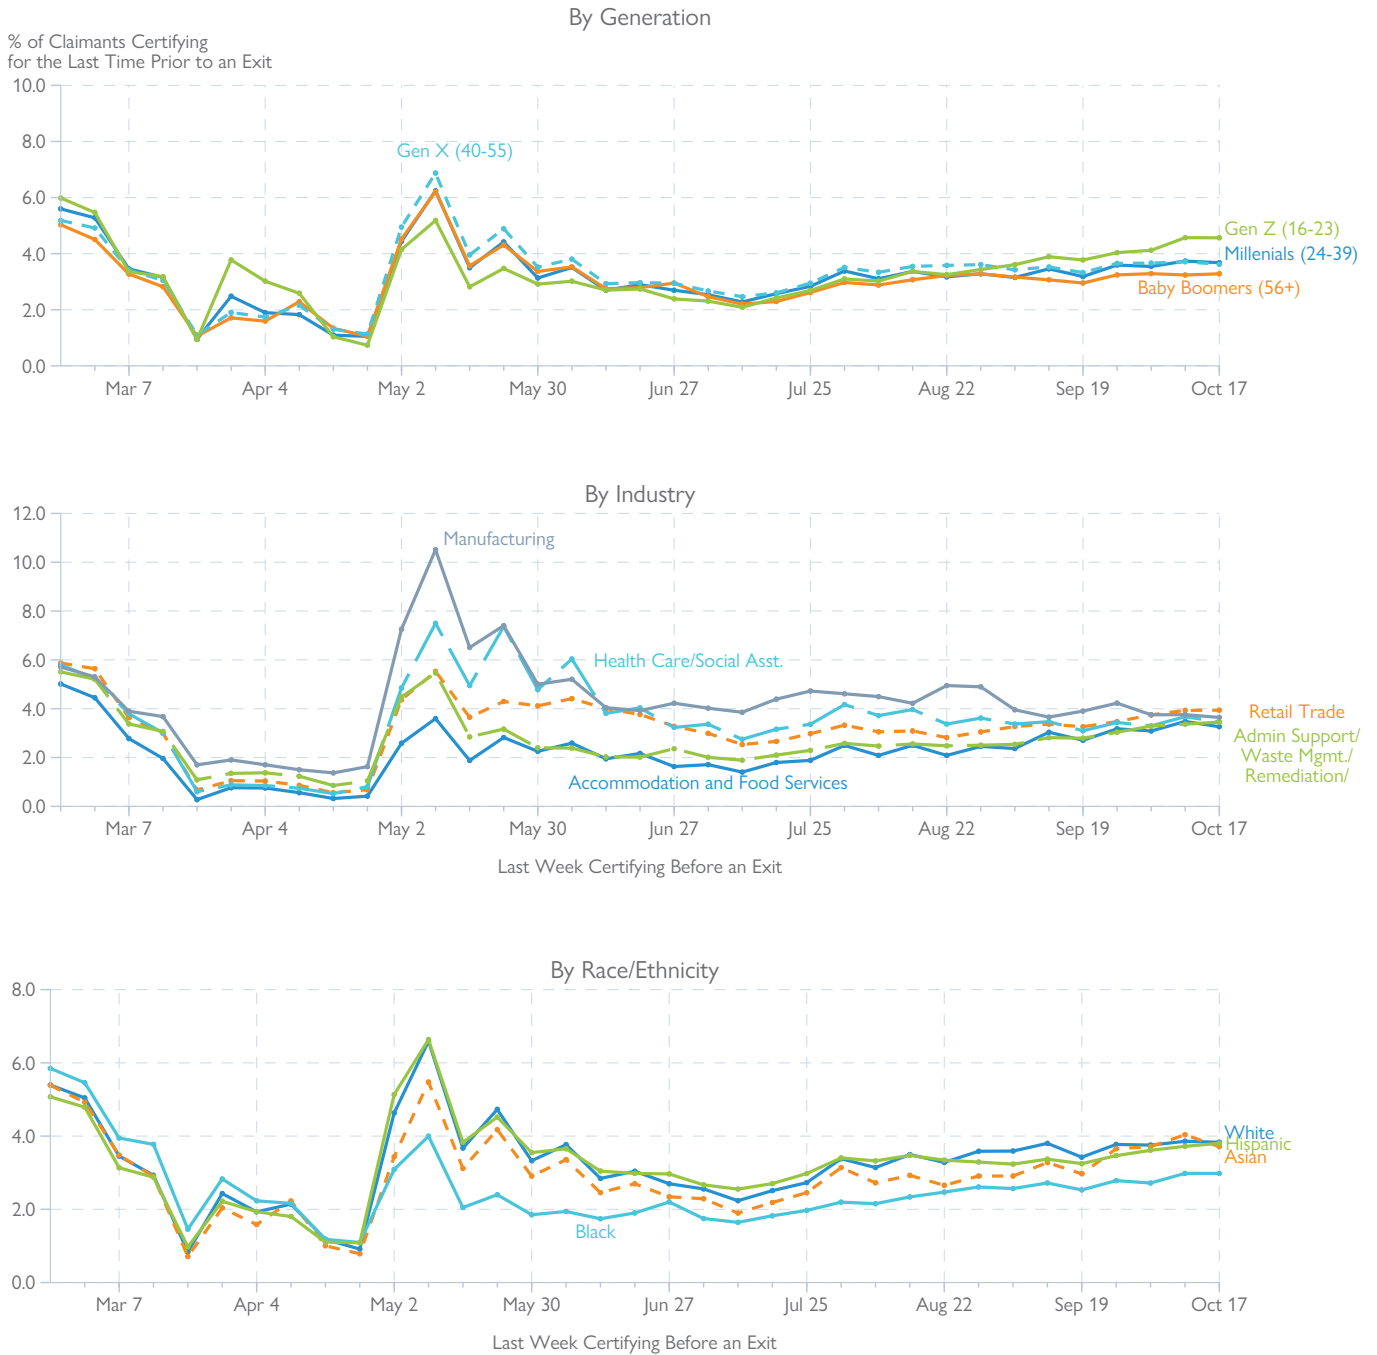 By Generation
% of Claimants Certifying
for the Last Time Prior to an Exit
10.0
8.0
Gen X (40-55)
6.0
Gen Z (16-23)
4.0
Millenials (24-39)
Baby Boomers (56+)
2.0
0.0
Mar 7 Apr 4 May 2 May 30 Jun 27 Jul 25 Aug 22 Sep 19 Oct 17
By Industry
12.0
Manufacturing
10.0
8.0
6.0
Health Care/Social Asst.
4.0
Retail Trade
Admin Support/
Waste Mgmt./
Remediation/
2.0
Accommodation and Food Services
0.0
Mar 7 Apr 4 May 2 May 30 Jun 27 Jul 25 Aug 22 Sep 19 Oct 17
Last Week Certifying Before an Exit
By Race/Ethnicity
8.0
6.0
4.0
White
Hispanic
Asian
2.0
Black
0.0
Mar 7 Apr 4 May 2 May 30 Jun 27 Jul 25 Aug 22 Sep 19 Oct 17
Last Week Certifying Before an Exit